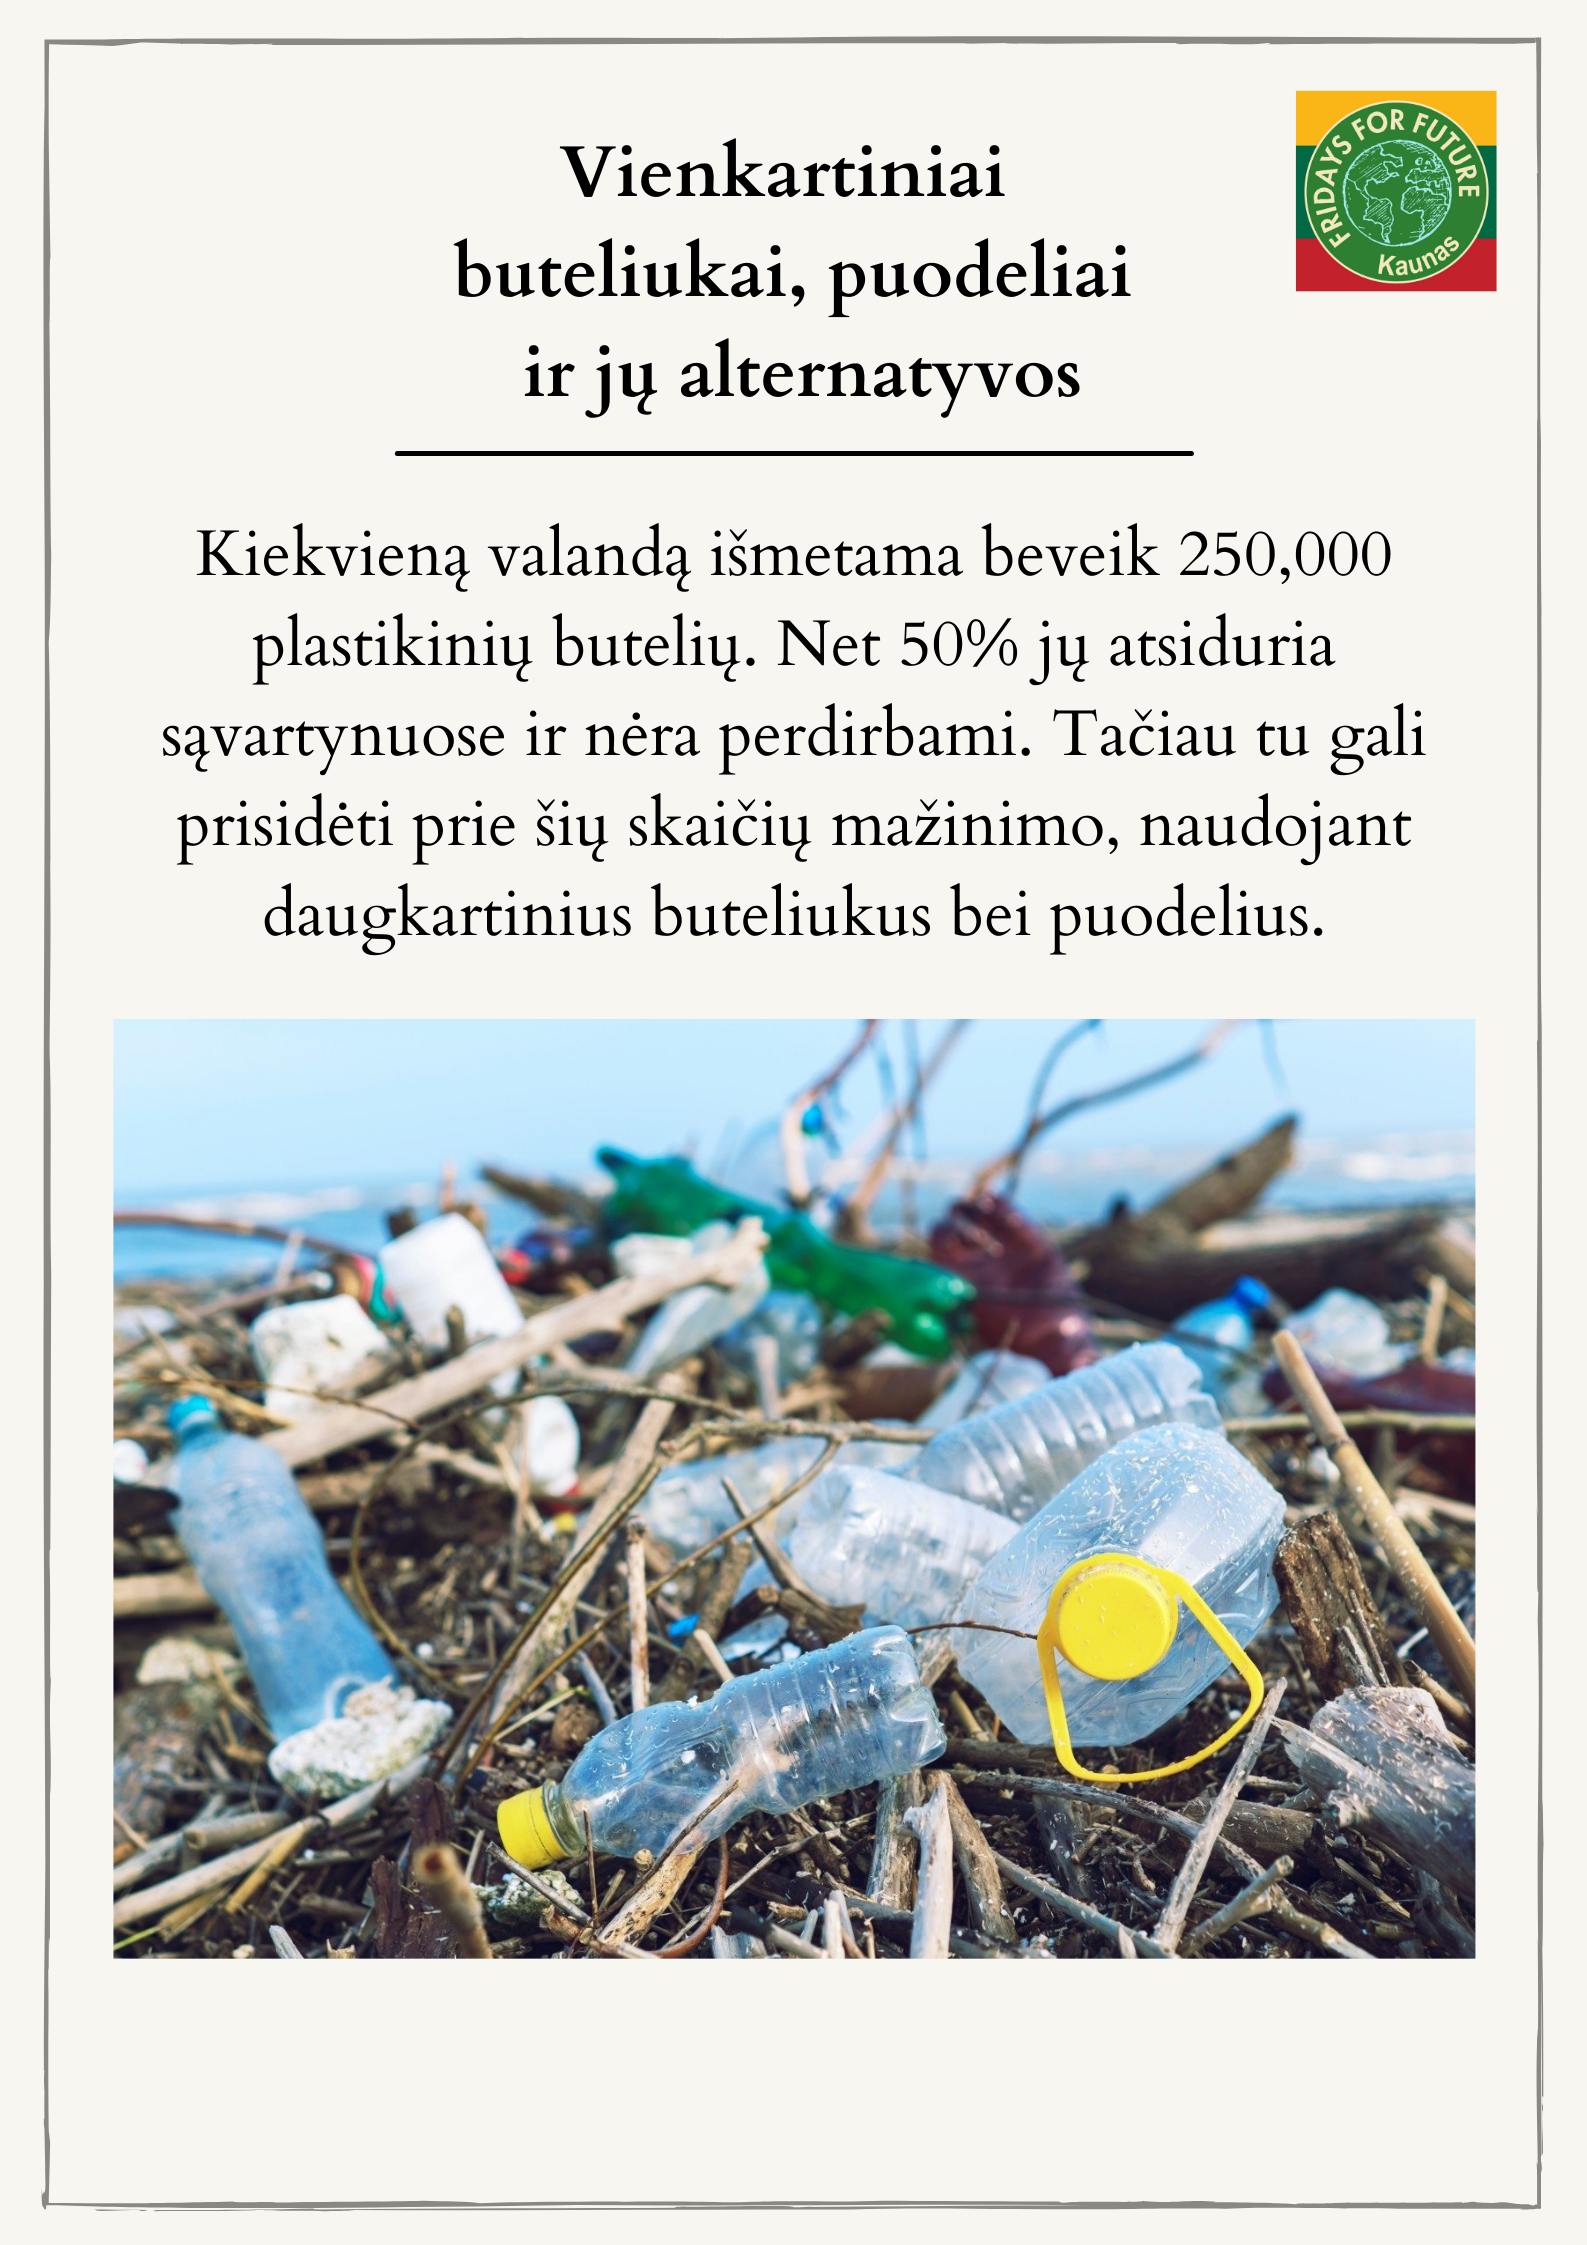 Vienkartiniai
buteliukai, puodeliai
ir jų alternatyvos
FRIDAYS FOR FUTURE
Kaunas
Kiekvieną valandą išmetama beveik 250,000
plastikinių butelių. Net 50% jų atsiduria
sąvartynuose ir nėra perdirbami. Tačiau tu gali
prisidėti prie šių skaičių mažinimo, naudojant
daugkartinius buteliukus bei puodelius.